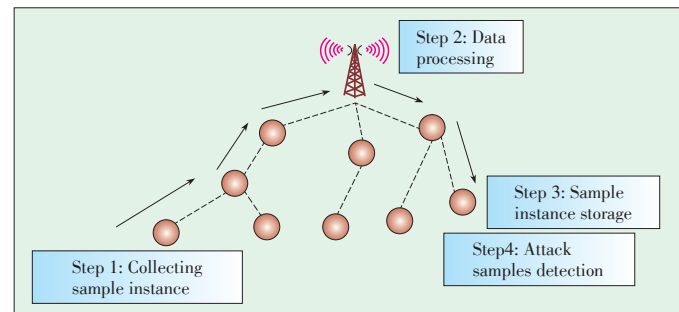 Step 2: Data
processing
Step 3: Sample
instance storage
Step4: Attack
samples detection
Step 1: Collecting
sample instance